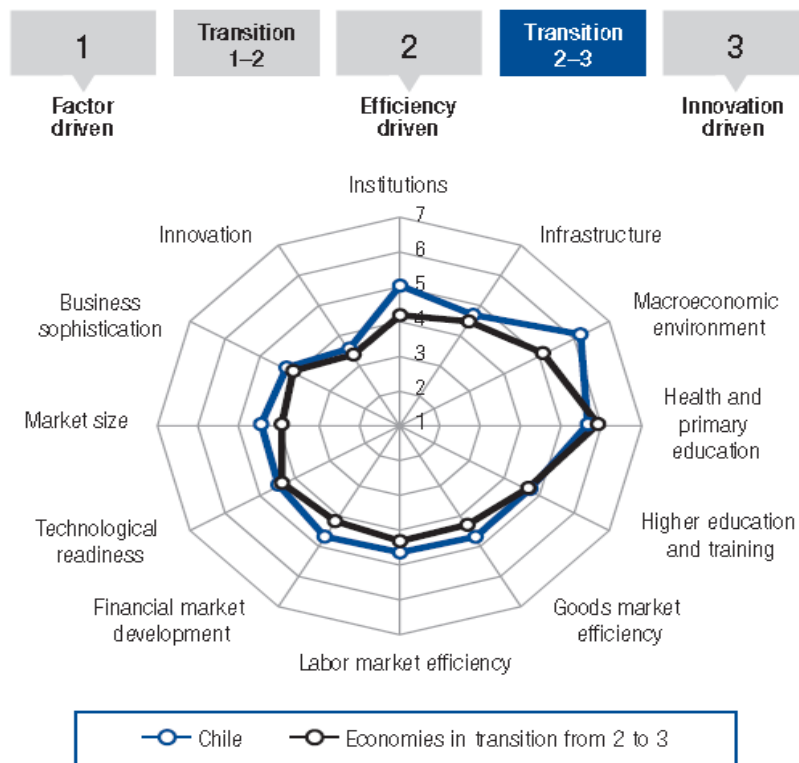 1
Transition
1–2
2
Transition
2–3
3
Factor
driven
Efficiency
driven
Innovation
driven
Institutions
Innovation
Infrastructure
Business
sophistication
Macroeconomic
environment
Market size
Health and
primary
education
Technological
readiness
Higher education
and training
Financial market
development
Goods market
efficiency
Labor market efficiency
7
6
5
4
3
2
1
Chile
Economies in transition from 2 to 3